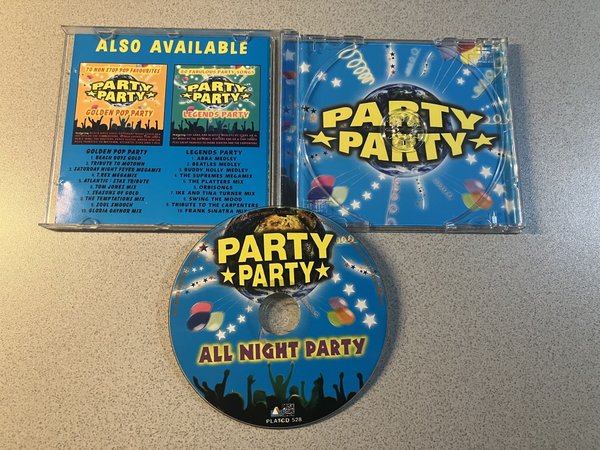 ALSO AVAILABLE
70 NON STOP POP FAVOURITES
PARTY
PARTY
GOLDEN POP PARTY
60 FABULOUS PARTY SONGS
PARTY
PARTY
LEGENDS PARTY
GOLDEN POP PARTY
1. BEACH BOYS GOLD
2. TRIBUTE TO MOTOWN
3. SATURDAY NIGHT FEVER MEGAMIX
4. T.REX MEGAMIX
5. ATLANTIC - STAX TRIBUTE
6. TOM JONES MIX
7. SEASONS OF GOLD
8. THE TEMPTATIONS MIX
9. SOUL SMOOCH
10. GLORIA GAYNOR MIX
LEGENDS PARTY
1. ABBA MEDLEY
2. BEATLES MEDLEY
3. BUDDY HOLLY MEDLEY
4. THE SUPREMES MEGAMIX
5. THE PLATTERS MIX
6. ORBISONGS
7. IKE AND TINA TURNER MIX
8. SWING THE MOOD
9. TRIBUTE TO THE CARPENTERS
10. FRANK SINATRA MIX
PARTY
PARTY
PARTY
PARTY
ALL NIGHT PARTY
PLATCD 528